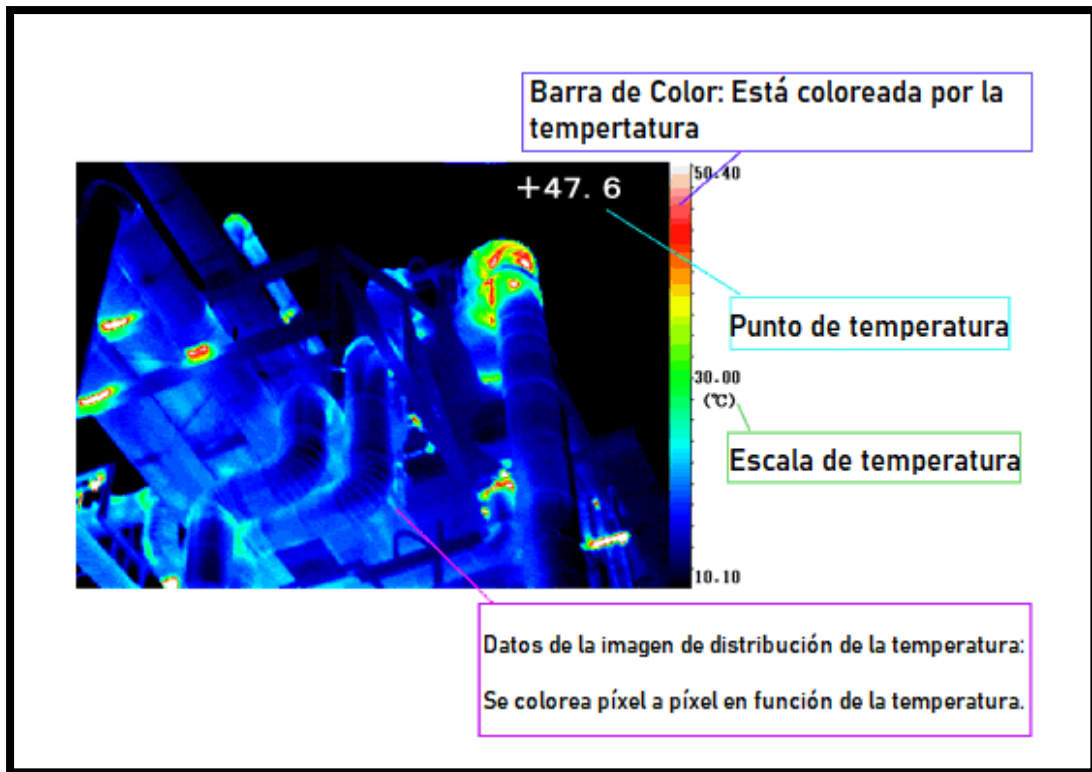 Barra de Color: Está coloreada por la
tempertatura
+47. 6
50.40
Punto de temperatura
30.00
(℃)
Escala de temperatura
10.10
Datos de la imagen de distribución de la temperatura:
Se colorea píxel a píxel en función de la temperatura.